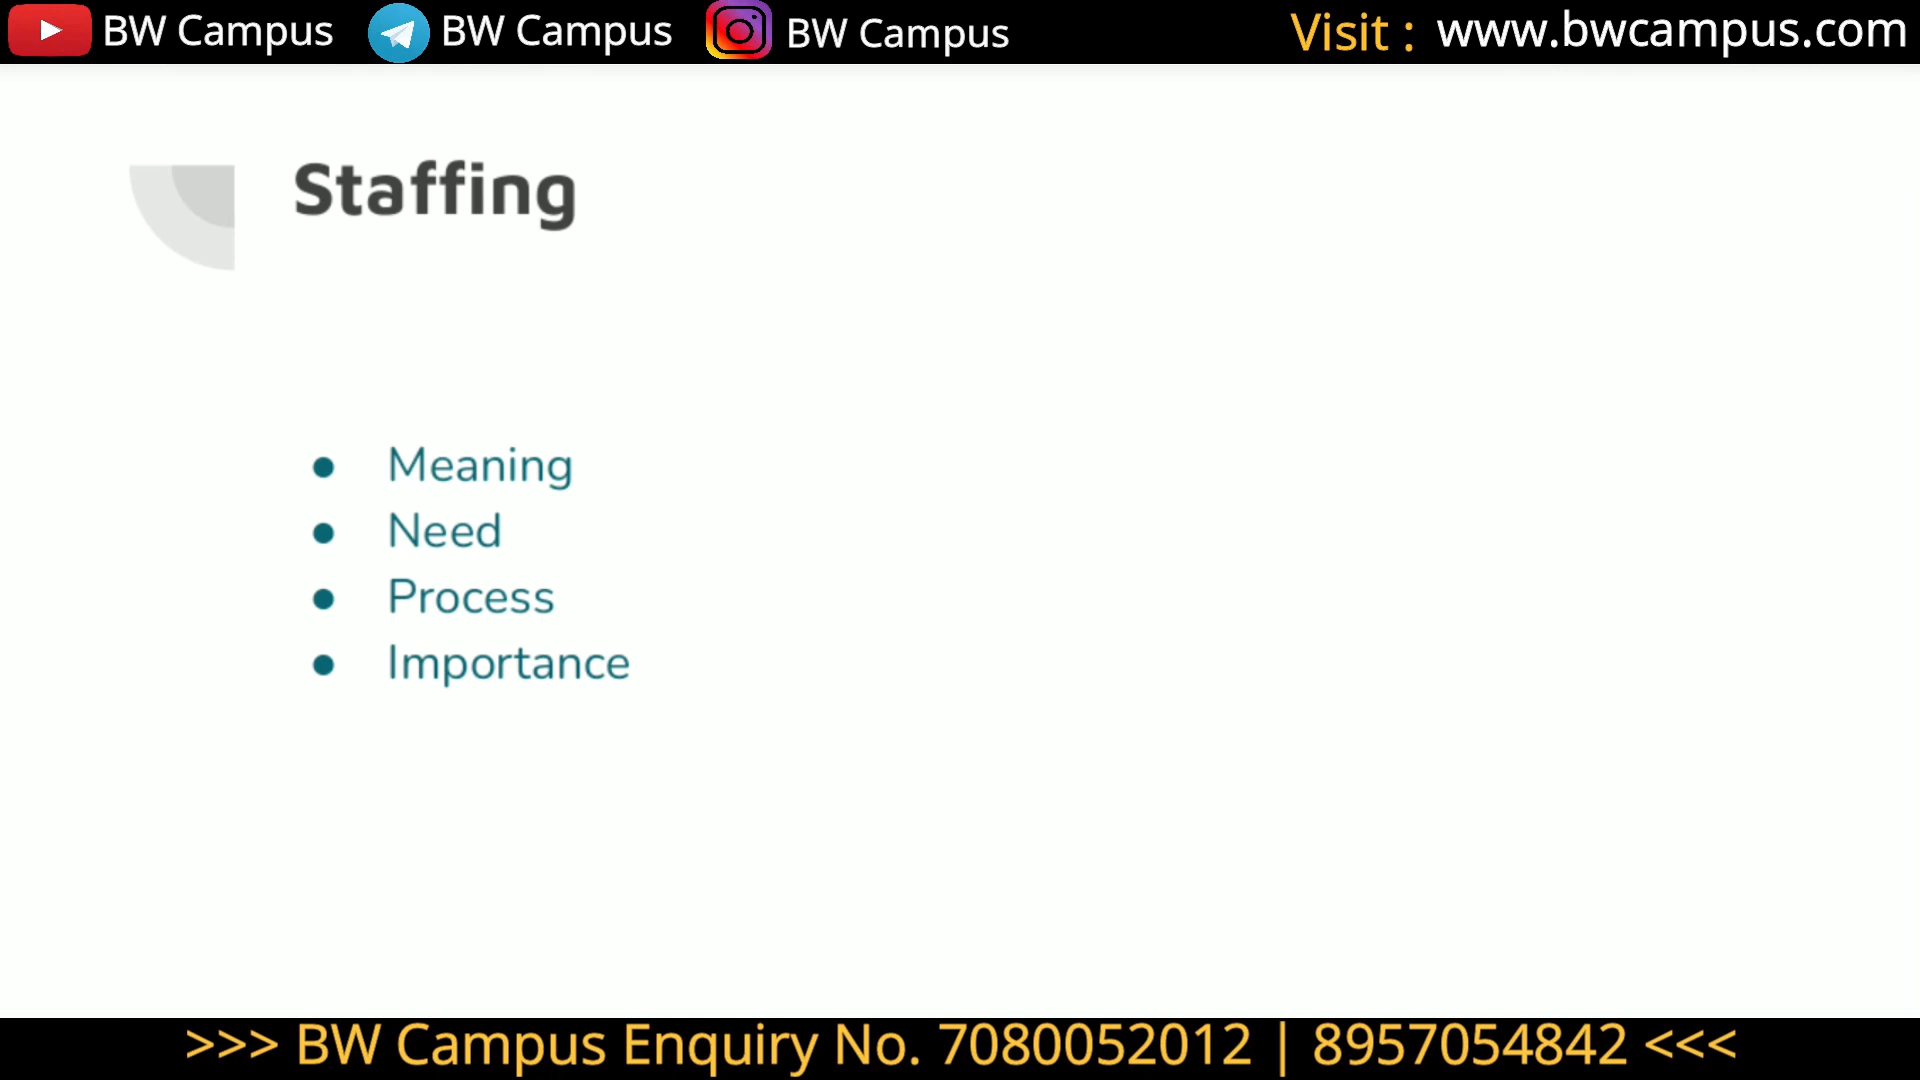 BW Campus BW Campus BW Campus Visit : www.bwcampus.com
Staffing
● Meaning
● Need
● Process
● Importance
>>> BW Campus Enquiry No. 7080052012 | 8957054842 <<<